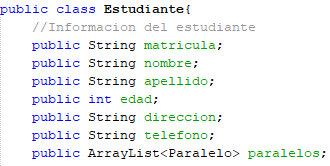 public class Estudiante{
//Informacion del estudiante
public String matricula;
public String nombre;
public String apellido;
public int edad;
public String direccion;
public String telefono;
public ArrayList<Paralelo> paralelos;